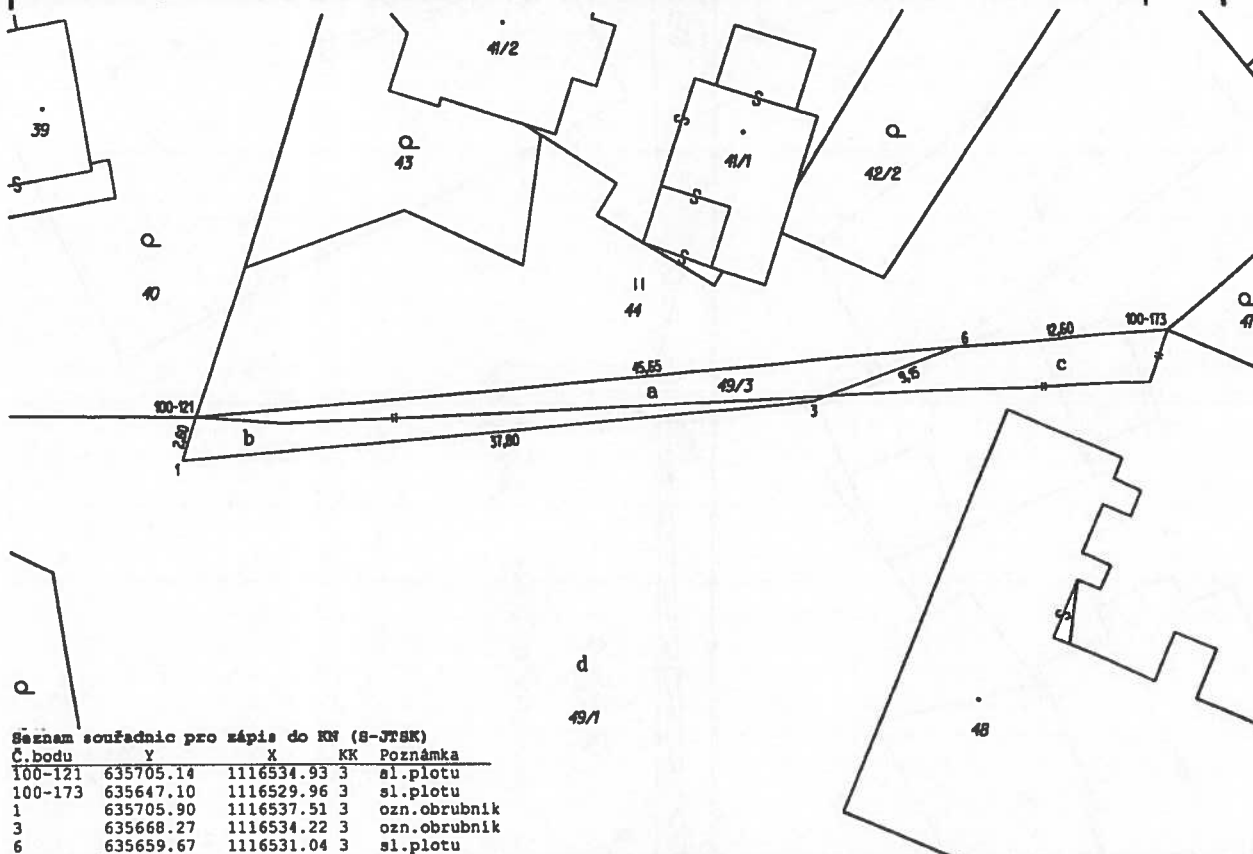 41/2
39
S
S
S
41/1
43
42/2
S
S
40
44
47
100-173
12,60
6
c
45,65
a
49/3
9,15
100-121
3
2,60
b
37,80
1
S
d
49/1
48
Seznam souřadnic pro zápis do KN (S-JTSK)
Č.bodu Y X KK Poznámka
100-121 635705.14 1116534.93 3 sl.plotu
100-173 635647.10 1116529.96 3 sl.plotu
1 635705.90 1116537.51 3 ozn.obrubnik
3 635668.27 1116534.22 3 ozn.obrubnik
6 635659.67 1116531.04 3 sl.plotu